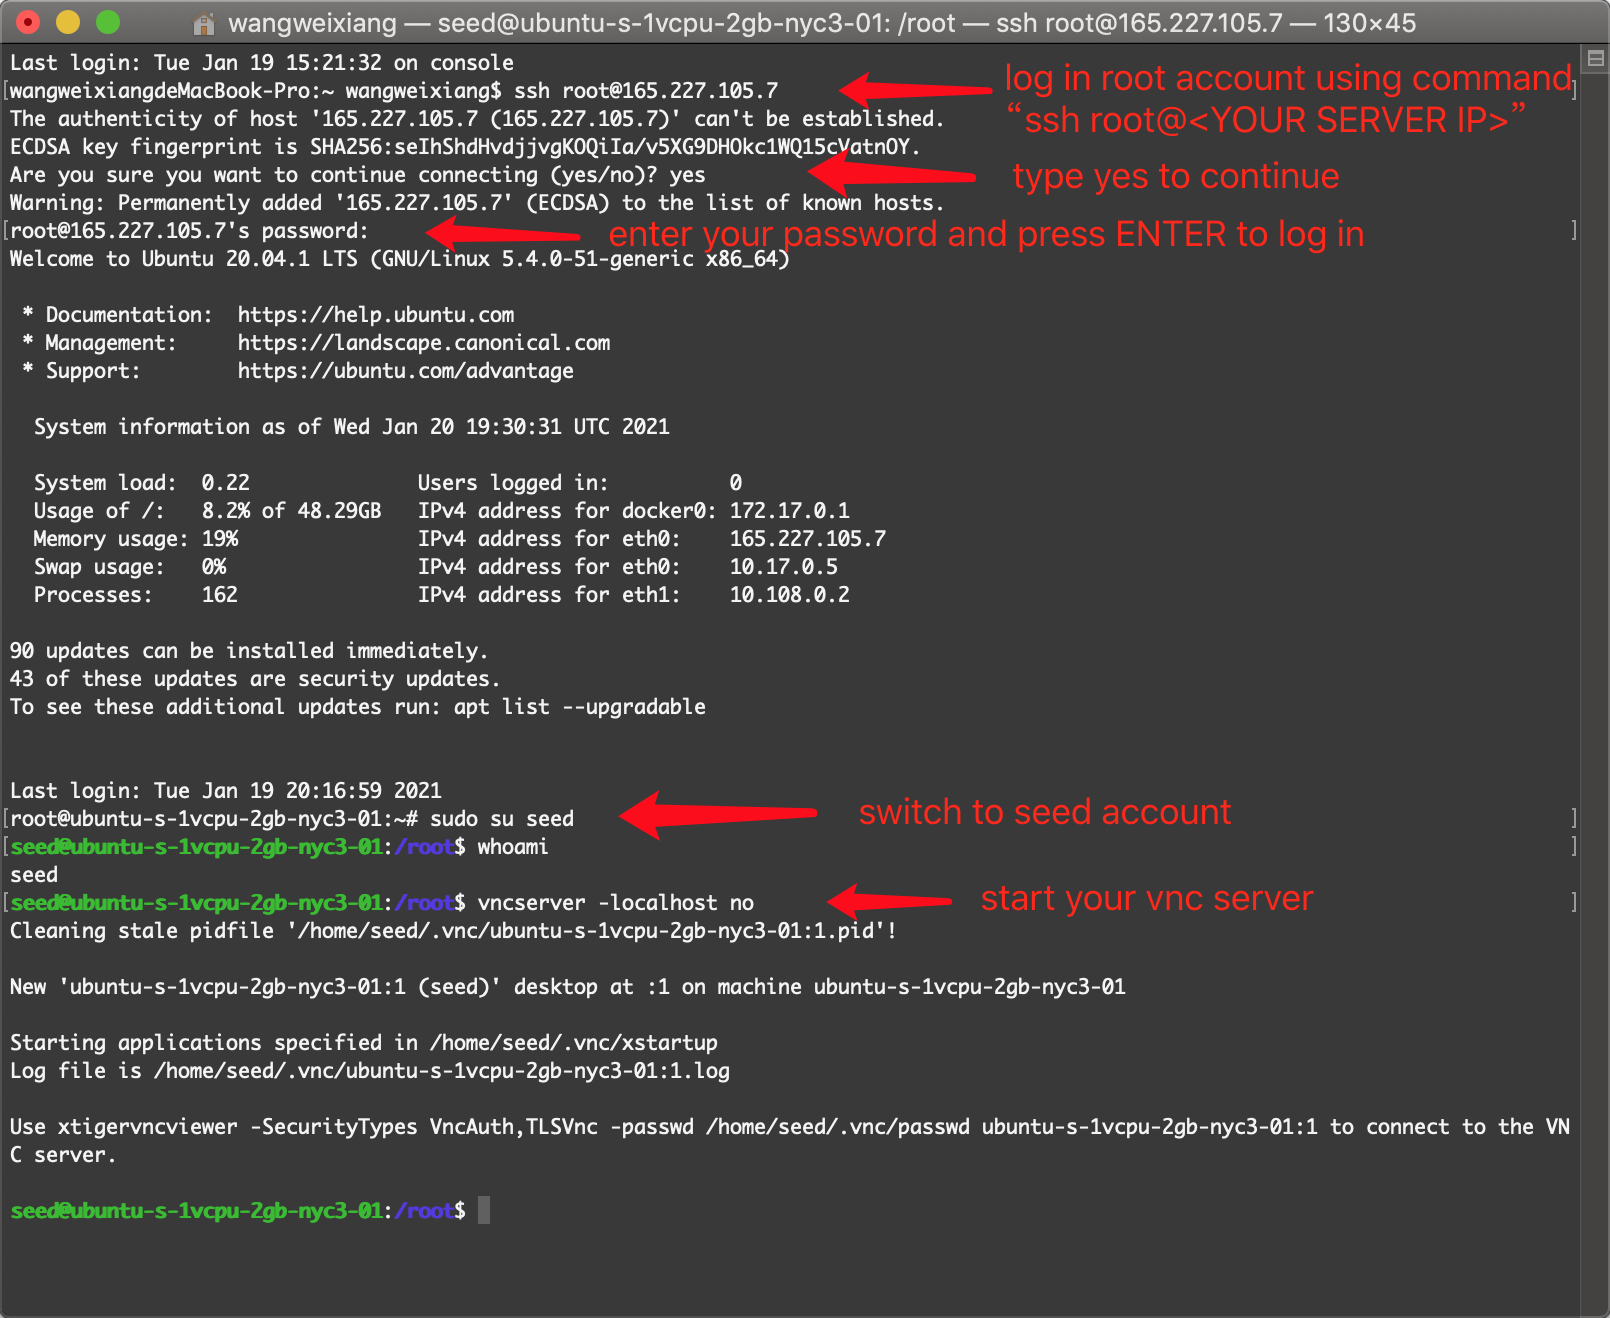 wangweixiang — seed@ubuntu-s-1vcpu-2gb-nyc3-01: /root — ssh root@165.227.105.7 — 130×45
Last login: Tue Jan 19 15:21:32 on console
[wangweixiangdeMacBook-Pro:~ wangweixiang$ ssh root@165.227.105.7 ]
log in root account using command
“ssh root@<YOUR SERVER IP>”
The authenticity of host '165.227.105.7 (165.227.105.7)' can't be established.
ECDSA key fingerprint is SHA256:seIhShdHvdjjvgKOQiIa/v5XG9DHOkc1WQ15cVatnOY.
Are you sure you want to continue connecting (yes/no)? yes
type yes to continue
Warning: Permanently added '165.227.105.7' (ECDSA) to the list of known hosts.
[root@165.227.105.7's password: ]
enter your password and press ENTER to log in
Welcome to Ubuntu 20.04.1 LTS (GNU/Linux 5.4.0-51-generic x86_64)
* Documentation: https://help.ubuntu.com
* Management: https://landscape.canonical.com
* Support: https://ubuntu.com/advantage
System information as of Wed Jan 20 19:30:31 UTC 2021
System load: 0.22 Users logged in: 0
Usage of /: 8.2% of 48.29GB IPv4 address for docker0: 172.17.0.1
Memory usage: 19% IPv4 address for eth0: 165.227.105.7
Swap usage: 0% IPv4 address for eth0: 10.17.0.5
Processes: 162 IPv4 address for eth1: 10.108.0.2
90 updates can be installed immediately.
43 of these updates are security updates.
To see these additional updates run: apt list --upgradable
Last login: Tue Jan 19 20:16:59 2021
[root@ubuntu-s-1vcpu-2gb-nyc3-01:~# sudo su seed ]
switch to seed account
[seed@ubuntu-s-1vcpu-2gb-nyc3-01:/root$ whoami ]
seed
[seed@ubuntu-s-1vcpu-2gb-nyc3-01:/root$ vncserver -localhost no ]
start your vnc server
Cleaning stale pidfile '/home/seed/.vnc/ubuntu-s-1vcpu-2gb-nyc3-01:1.pid'!
New 'ubuntu-s-1vcpu-2gb-nyc3-01:1 (seed)' desktop at :1 on machine ubuntu-s-1vcpu-2gb-nyc3-01
Starting applications specified in /home/seed/.vnc/xstartup
Log file is /home/seed/.vnc/ubuntu-s-1vcpu-2gb-nyc3-01:1.log
Use xtigervncviewer -SecurityTypes VncAuth,TLSVnc -passwd /home/seed/.vnc/passwd ubuntu-s-1vcpu-2gb-nyc3-01:1 to connect to the VN
C server.
seed@ubuntu-s-1vcpu-2gb-nyc3-01:/root$